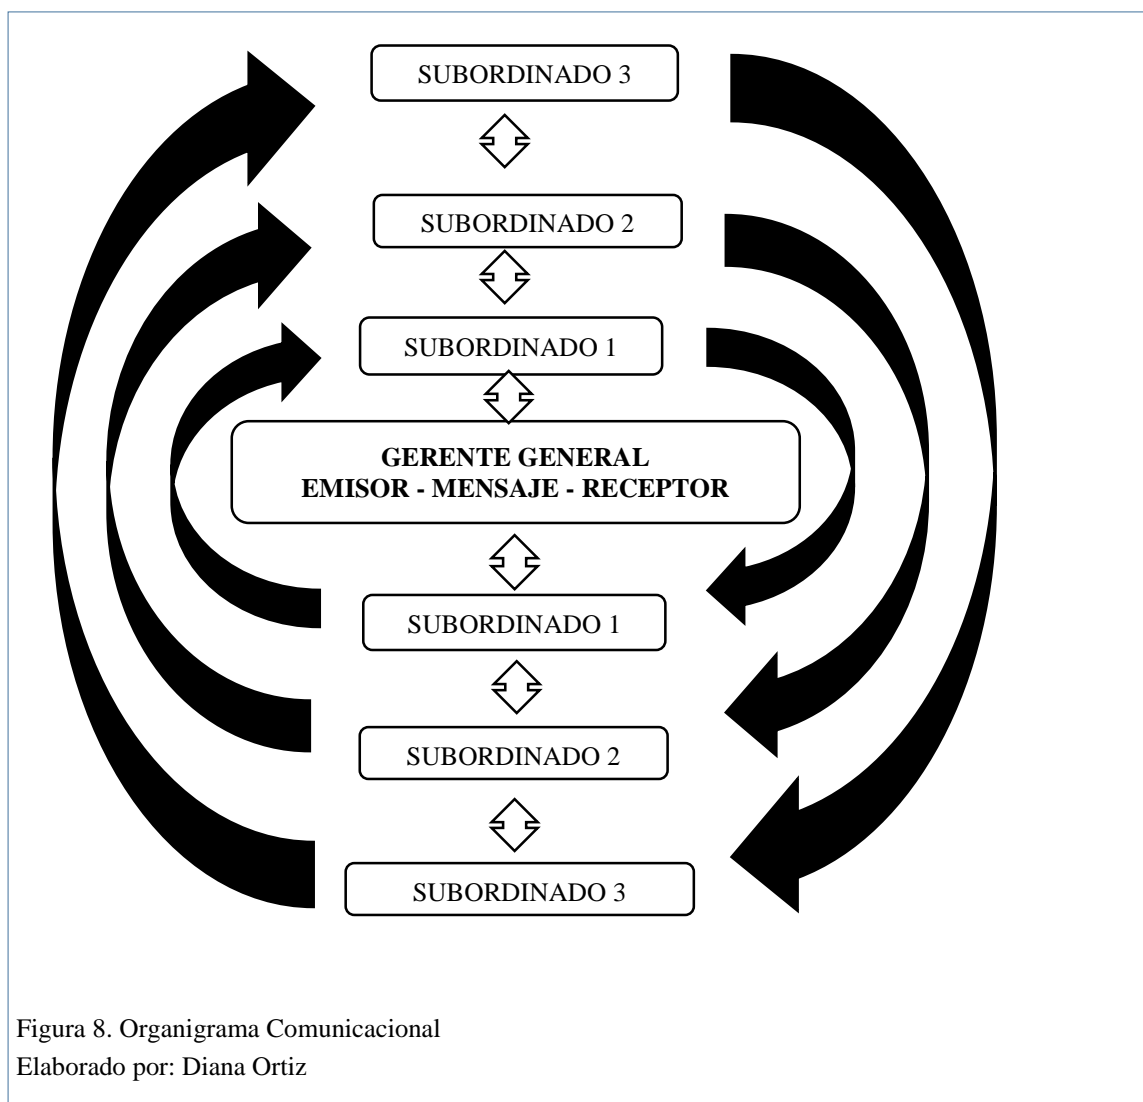 SUBORDINADO 3
SUBORDINADO 2
SUBORDINADO 1
GERENTE GENERAL
EMISOR - MENSAJE - RECEPTOR
SUBORDINADO 1
SUBORDINADO 2
SUBORDINADO 3
Figura 8. Organigrama Comunicacional
Elaborado por: Diana Ortiz